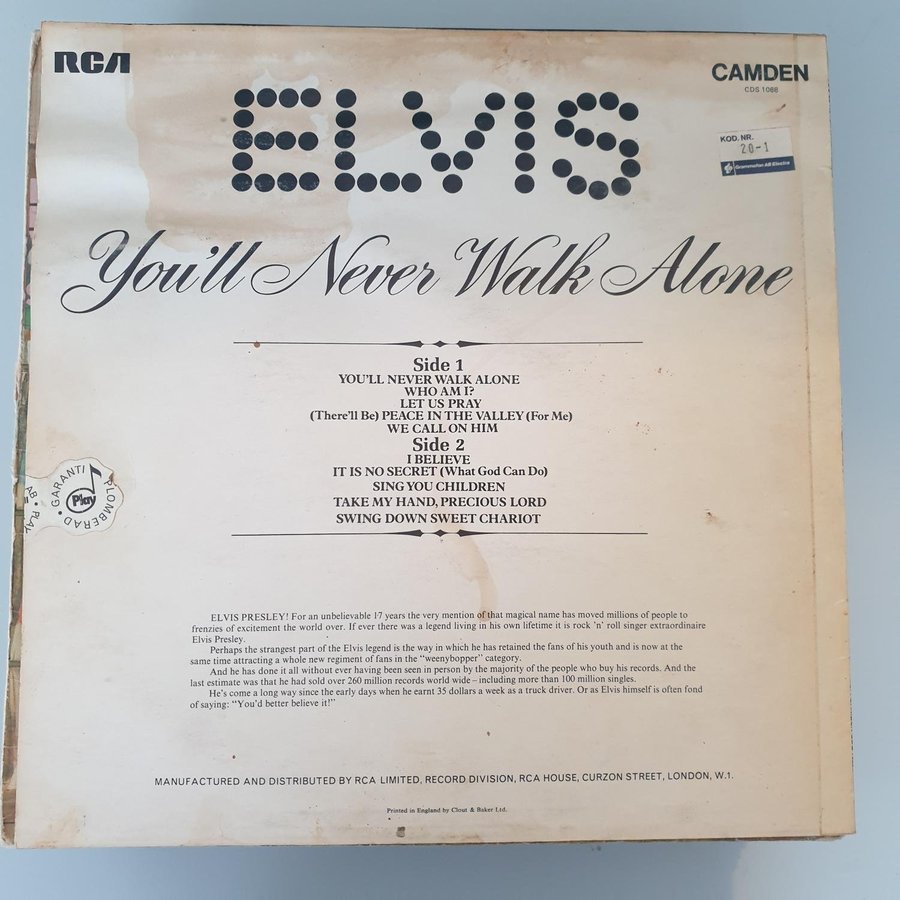 RCA
CAMDEN
CDS 1088
ELVIS
KOD. NR.
20-1
Grammofon AB Electra
You'll Never Walk Alone
Side 1
YOU'LL NEVER WALK ALONE
WHO AM I?
LET US PRAY
(There'll Be) PEACE IN THE VALLEY (For Me)
WE CALL ON HIM
Side 2
I BELIEVE
IT IS NO SECRET (What God Can Do)
SING YOU CHILDREN
TAKE MY HAND, PRECIOUS LORD
SWING DOWN SWEET CHARIOT
GARANTI
PLOMBERAD
Play
AB • PLAY
ELVIS PRESLEY! For an unbelievable 17 years the very mention of that magical name has moved millions of people to
frenzies of excitement the world over. If ever there was a legend living in his own lifetime it is rock 'n' roll singer extraordinaire
Elvis Presley.
Perhaps the strangest part of the Elvis legend is the way in which he has retained the fans of his youth and is now at the
same time attracting a whole new regiment of fans in the "weenybopper" category.
And he has done it all without ever having been seen in person by the majority of the people who buy his records. And the
last estimate was that he had sold over 260 million records world wide – including more than 100 million singles.
He's come a long way since the early days when he earnt 35 dollars a week as a truck driver. Or as Elvis himself is often fond
of saying: "You'd better believe it!"
MANUFACTURED AND DISTRIBUTED BY RCA LIMITED, RECORD DIVISION, RCA HOUSE, CURZON STREET, LONDON, W.1.
Printed in England by Clout & Baker Ltd.